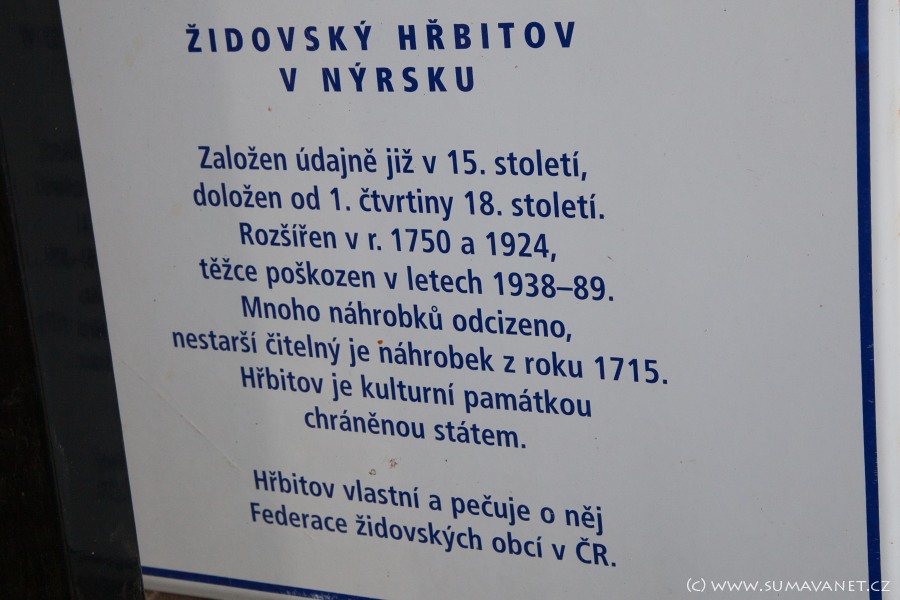 ŽIDOVSKÝ HŘBITOV
V NÝRSKU
Založen údajně již v 15. století,
doložen od 1. čtvrtiny 18. století.
Rozšířen v r. 1750 a 1924,
těžce poškozen v letech 1938–89.
Mnoho náhrobků odcizeno,
nestarší čitelný je náhrobek z roku 1715.
Hřbitov je kulturní památkou
chráněnou státem.
Hřbitov vlastní a pečuje o něj
Federace židovských obcí v ČR.
(C) WWW.SUMAVANET.CZ